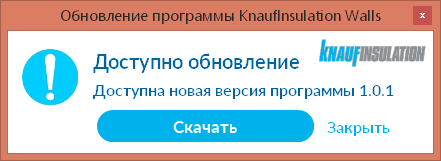 Обновление программы KnaufInsulation Walls
x
KNAUFINSULATION
Доступно обновление
Доступна новая версия программы 1.0.1
Скачать Закрыть